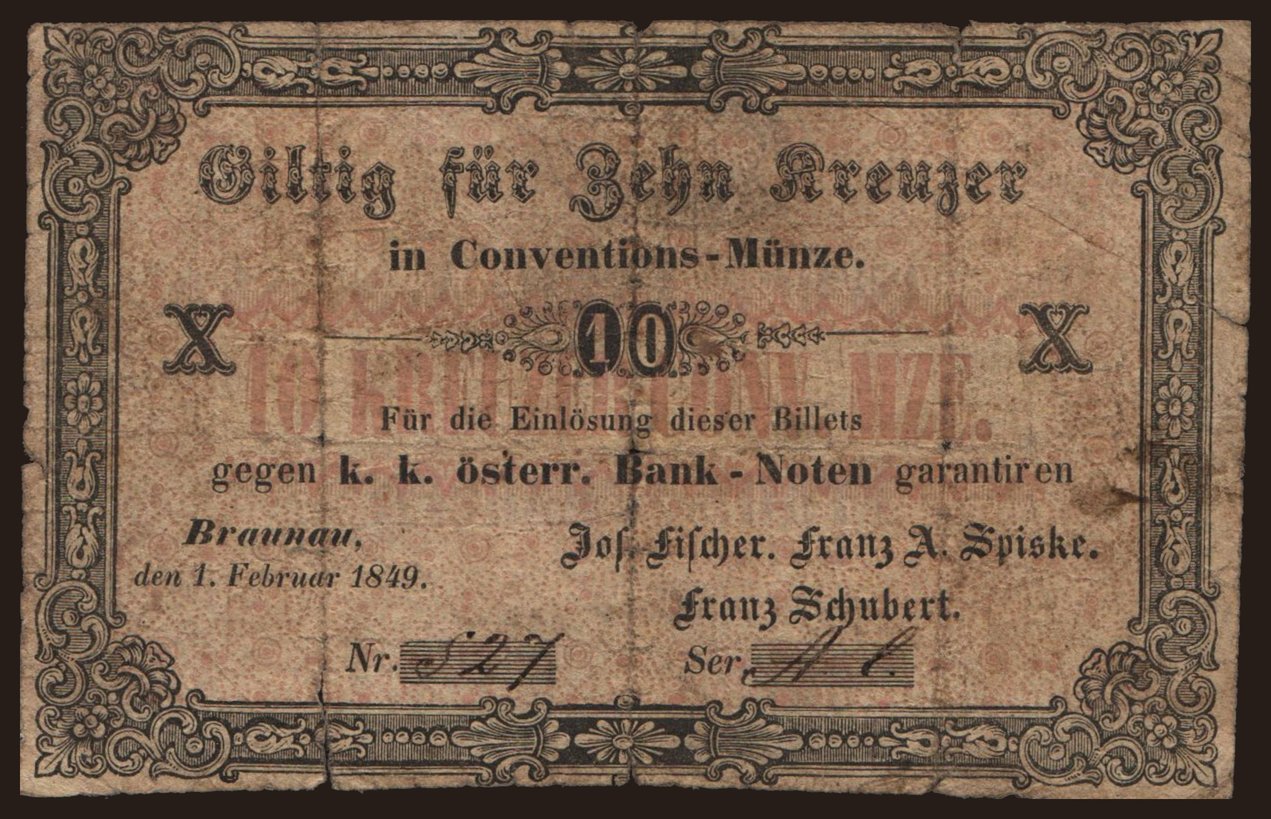 Giltig für Zehn Kreuzer
in Conventions-Münze.
X 10 X
10 KREUZER CONV. MZE.
Für die Einlösung dieser Billets
gegen k. k. österr. Bank-Noten garantiren
Braunau,
den 1. Februar 1849.
Jos. Fischer. Franz A. Spiske.
Franz Schubert.
Nr. 527 Ser. A